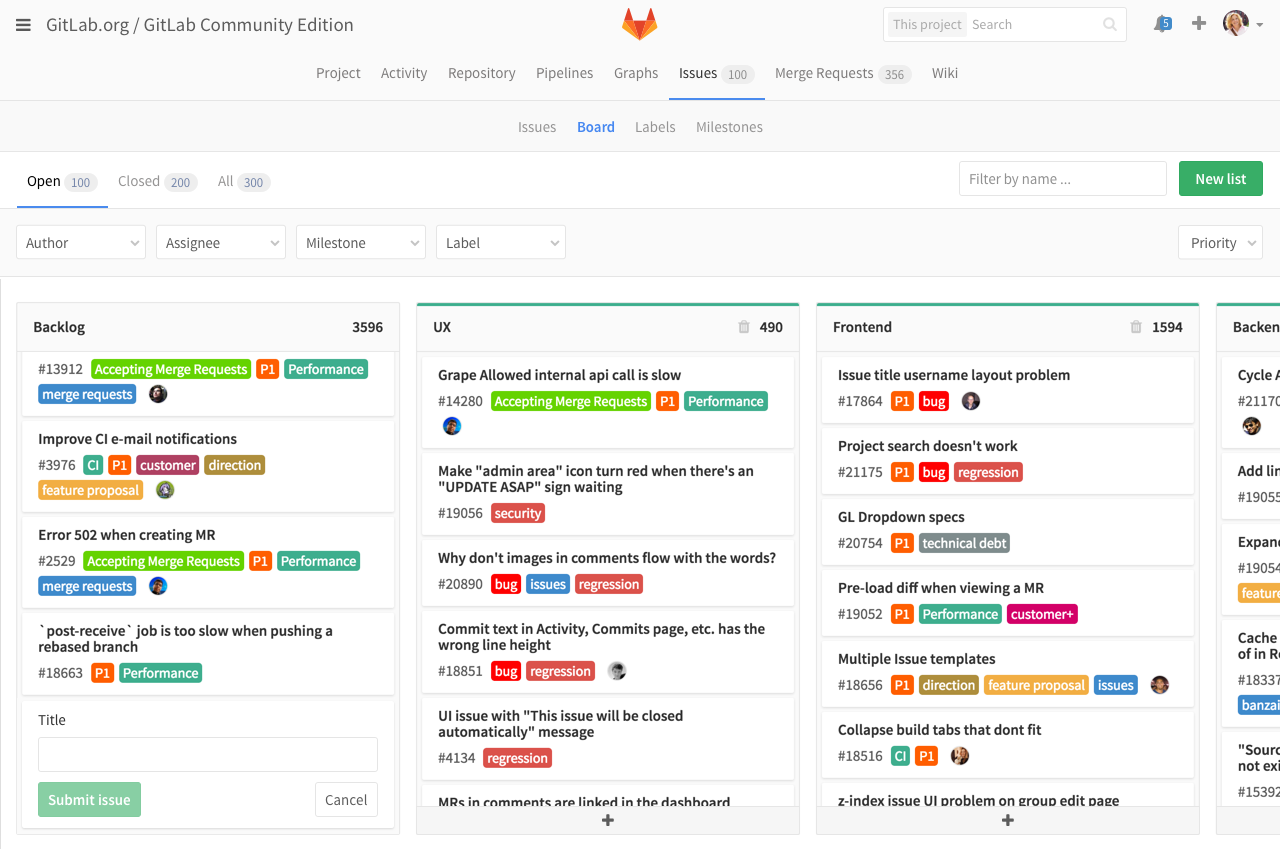 GitLab.org / GitLab Community Edition
This project Search
5
Project Activity Repository Pipelines Graphs Issues 100 Merge Requests 356 Wiki
Issues Board Labels Milestones
Open 100 Closed 200 All 300
Filter by name ...
New list
Author Assignee Milestone Label
Priority
Backlog 3596
#13912 Accepting Merge Requests P1 Performance
merge requests
Improve CI e-mail notifications
#3976 CI P1 customer direction
feature proposal
Error 502 when creating MR
#2529 Accepting Merge Requests P1 Performance
merge requests
`post-receive` job is too slow when pushing a
rebased branch
#18663 P1 Performance
Title
Submit issue Cancel
UX 490
Grape Allowed internal api call is slow
#14280 Accepting Merge Requests P1 Performance
Make "admin area" icon turn red when there's an
"UPDATE ASAP" sign waiting
#19056 security
Why don't images in comments flow with the words?
#20890 bug issues regression
Commit text in Activity, Commits page, etc. has the
wrong line height
#18851 bug regression
UI issue with "This issue will be closed
automatically" message
#4134 regression
MRs in comments are linked in the dashboard
Frontend 1594
Issue title username layout problem
#17864 P1 bug
Project search doesn't work
#21175 P1 bug regression
GL Dropdown specs
#20754 P1 technical debt
Pre-load diff when viewing a MR
#19052 P1 Performance customer+
Multiple Issue templates
#18656 P1 direction feature proposal issues
Collapse build tabs that dont fit
#18516 CI P1
z-index issue UI problem on group edit page
Backen
Cycle A
#21170
Add lin
#19055
Expand
#19054
feature
Cache
of in Re
#18337
banzai
"Sourc
not exi
#15392